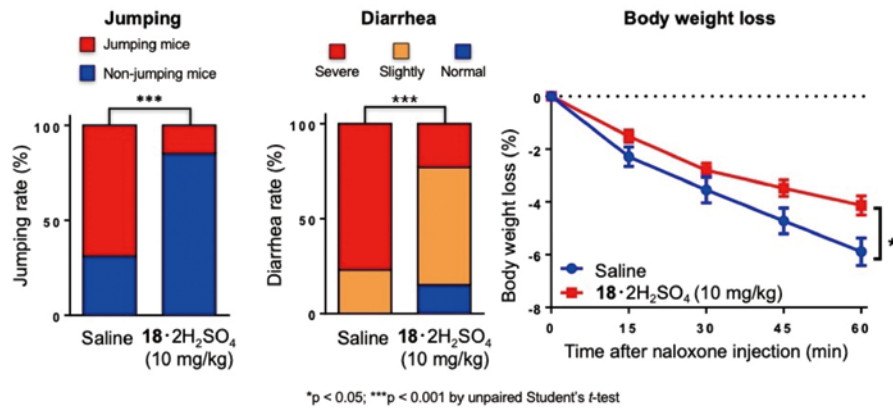 Jumping
Jumping mice
Non-jumping mice
***
100
50
0
Jumping rate (%)
Saline
18·2H₂SO₄
(10 mg/kg)
Diarrhea
Severe Slightly Normal
***
100
50
0
Diarrhea rate (%)
Saline
18·2H₂SO₄
(10 mg/kg)
Body weight loss
0
-2
-4
-6
-8
Body weight loss (%)
*
Saline
18·2H₂SO₄ (10 mg/kg)
0 15 30 45 60
Time after naloxone injection (min)
*p < 0.05; ***p < 0.001 by unpaired Student's t-test